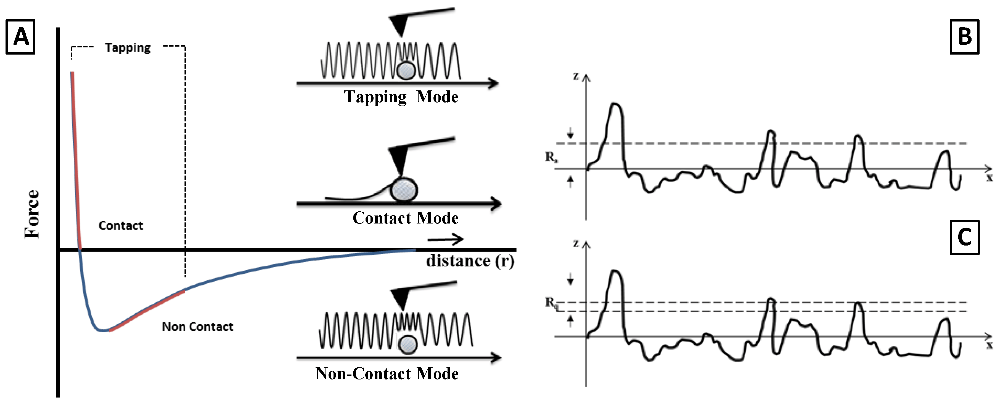 A
Tapping
Contact
Force
Non Contact
Tapping Mode
Contact Mode
distance (r)
Non-Contact Mode
B
z
Ra
x
C
z
Rq
x